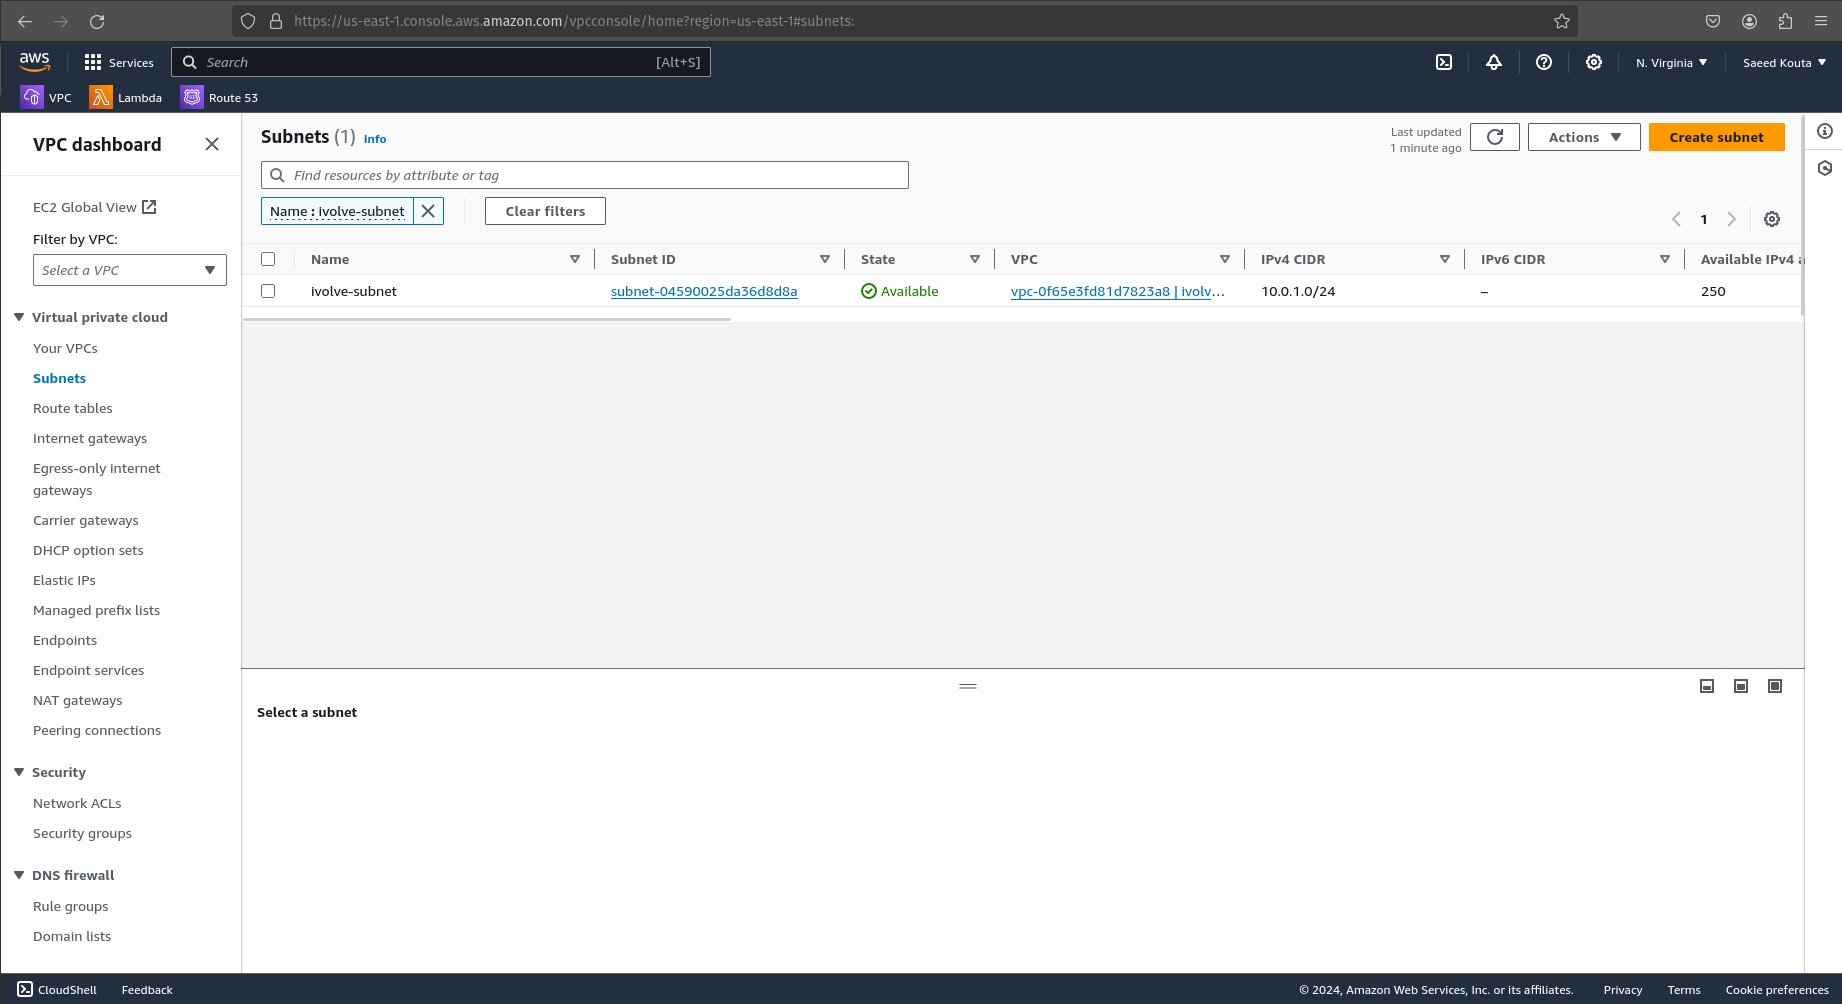 https://us-east-1.console.aws.amazon.com/vpcconsole/home?region=us-east-1#subnets:
aws
Services
Search
[Alt+S]
N. Virginia
Saeed Kouta
VPC
Lambda
Route 53
VPC dashboard
EC2 Global View
Filter by VPC:
Select a VPC
Virtual private cloud
Your VPCs
Subnets
Route tables
Internet gateways
Egress-only internet
gateways
Carrier gateways
DHCP option sets
Elastic IPs
Managed prefix lists
Endpoints
Endpoint services
NAT gateways
Peering connections
Security
Network ACLs
Security groups
DNS firewall
Rule groups
Domain lists
Subnets (1) Info
Last updated
1 minute ago
Actions
Create subnet
Find resources by attribute or tag
Name : ivolve-subnet
Clear filters
1
Name Subnet ID State VPC IPv4 CIDR IPv6 CIDR Available IPv4 a
ivolve-subnet subnet-04590025da36d8d8a Available vpc-0f65e3fd81d7823a8 | ivolv... 10.0.1.0/24 – 250
Select a subnet
CloudShell
Feedback
© 2024, Amazon Web Services, Inc. or its affiliates.
Privacy
Terms
Cookie preferences